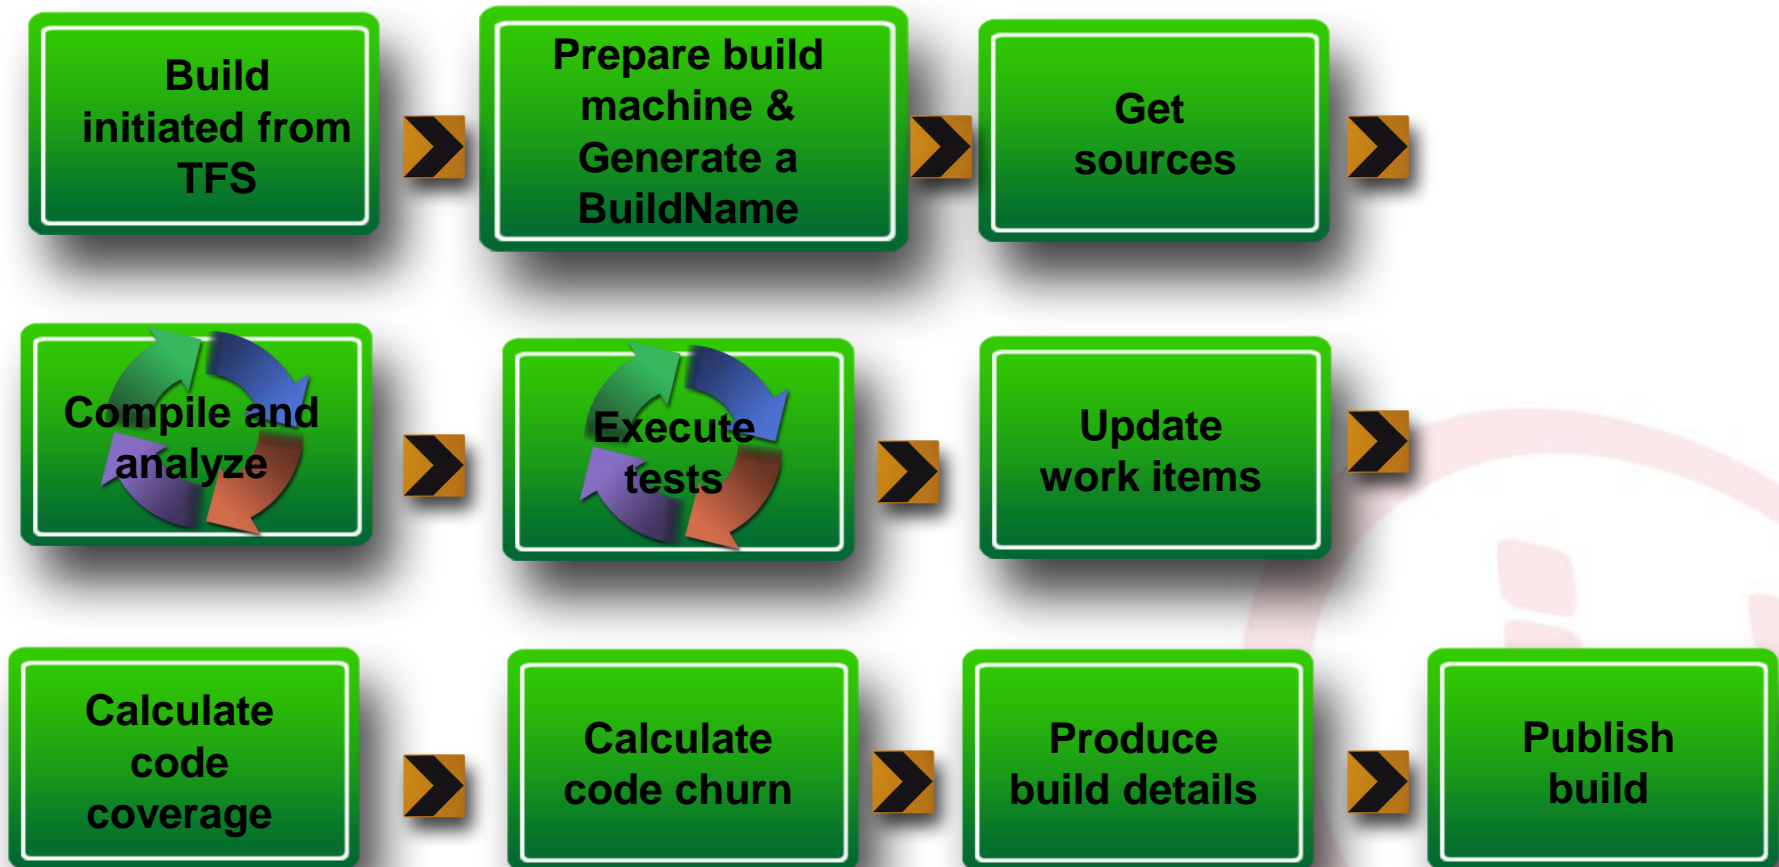 Build
initiated from
TFS
Prepare build
machine &
Generate a
BuildName
Get
sources
Compile and
analyze
Execute
tests
Update
work items
Calculate
code
coverage
Calculate
code churn
Produce
build details
Publish
build